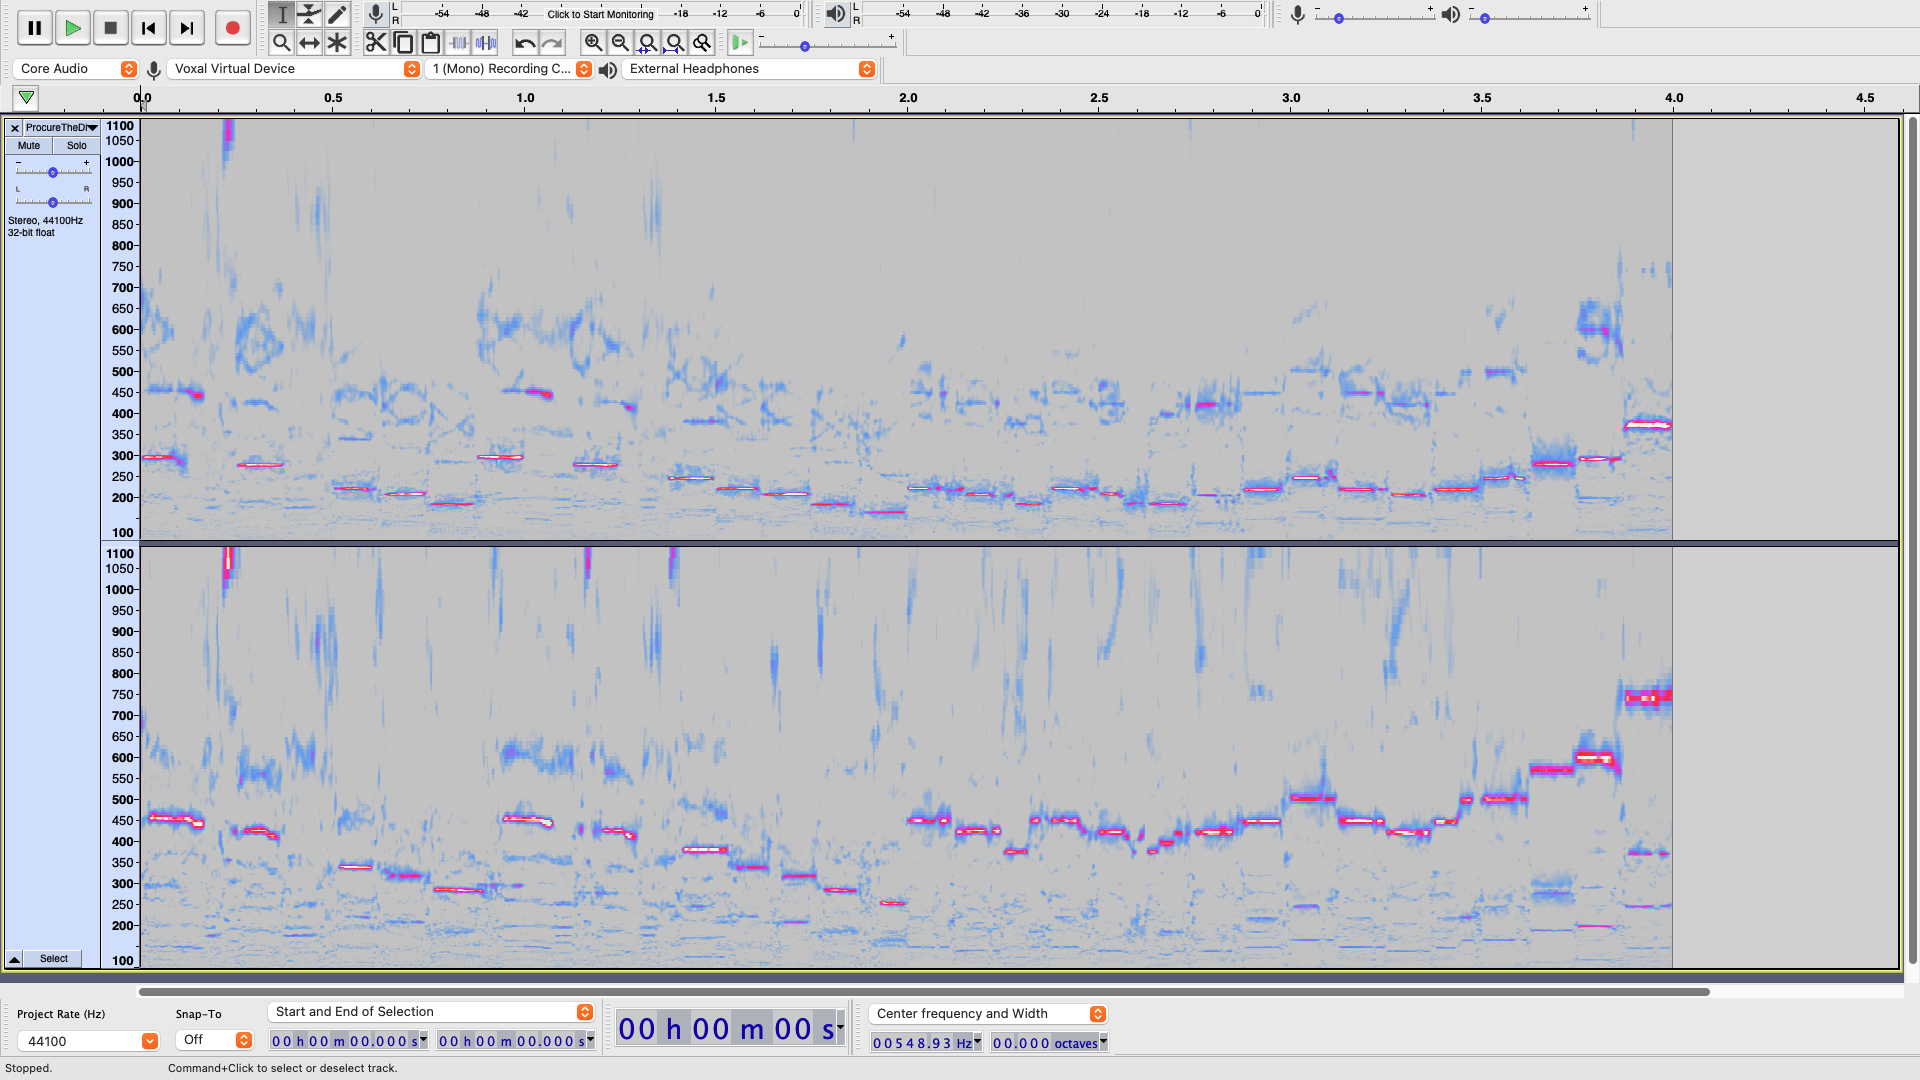 L
R
-54 -48 -42 Click to Start Monitoring -18 -12 -6 0
L
R
-54 -48 -42 -36 -30 -24 -18 -12 -6 0
- +
- +
- +
Core Audio
Voxal Virtual Device
1 (Mono) Recording C...
External Headphones
0.0 0.5 1.0 1.5 2.0 2.5 3.0 3.5 4.0 4.5
ProcureTheDi
Mute Solo
- +
L R
Stereo, 44100Hz
32-bit float
1100
1050
1000
950
900
850
800
750
700
650
600
550
500
450
400
350
300
250
200
100
1100
1050
1000
950
900
850
800
750
700
650
600
550
500
450
400
350
300
250
200
100
Select
Project Rate (Hz)
44100
Snap-To
Off
Start and End of Selection
00 h 00 m 00.000 s
00 h 00 m 00.000 s
00 h 00 m 00 s
Center frequency and Width
00548.93 Hz
00.000 octaves
Stopped.
Command+Click to select or deselect track.